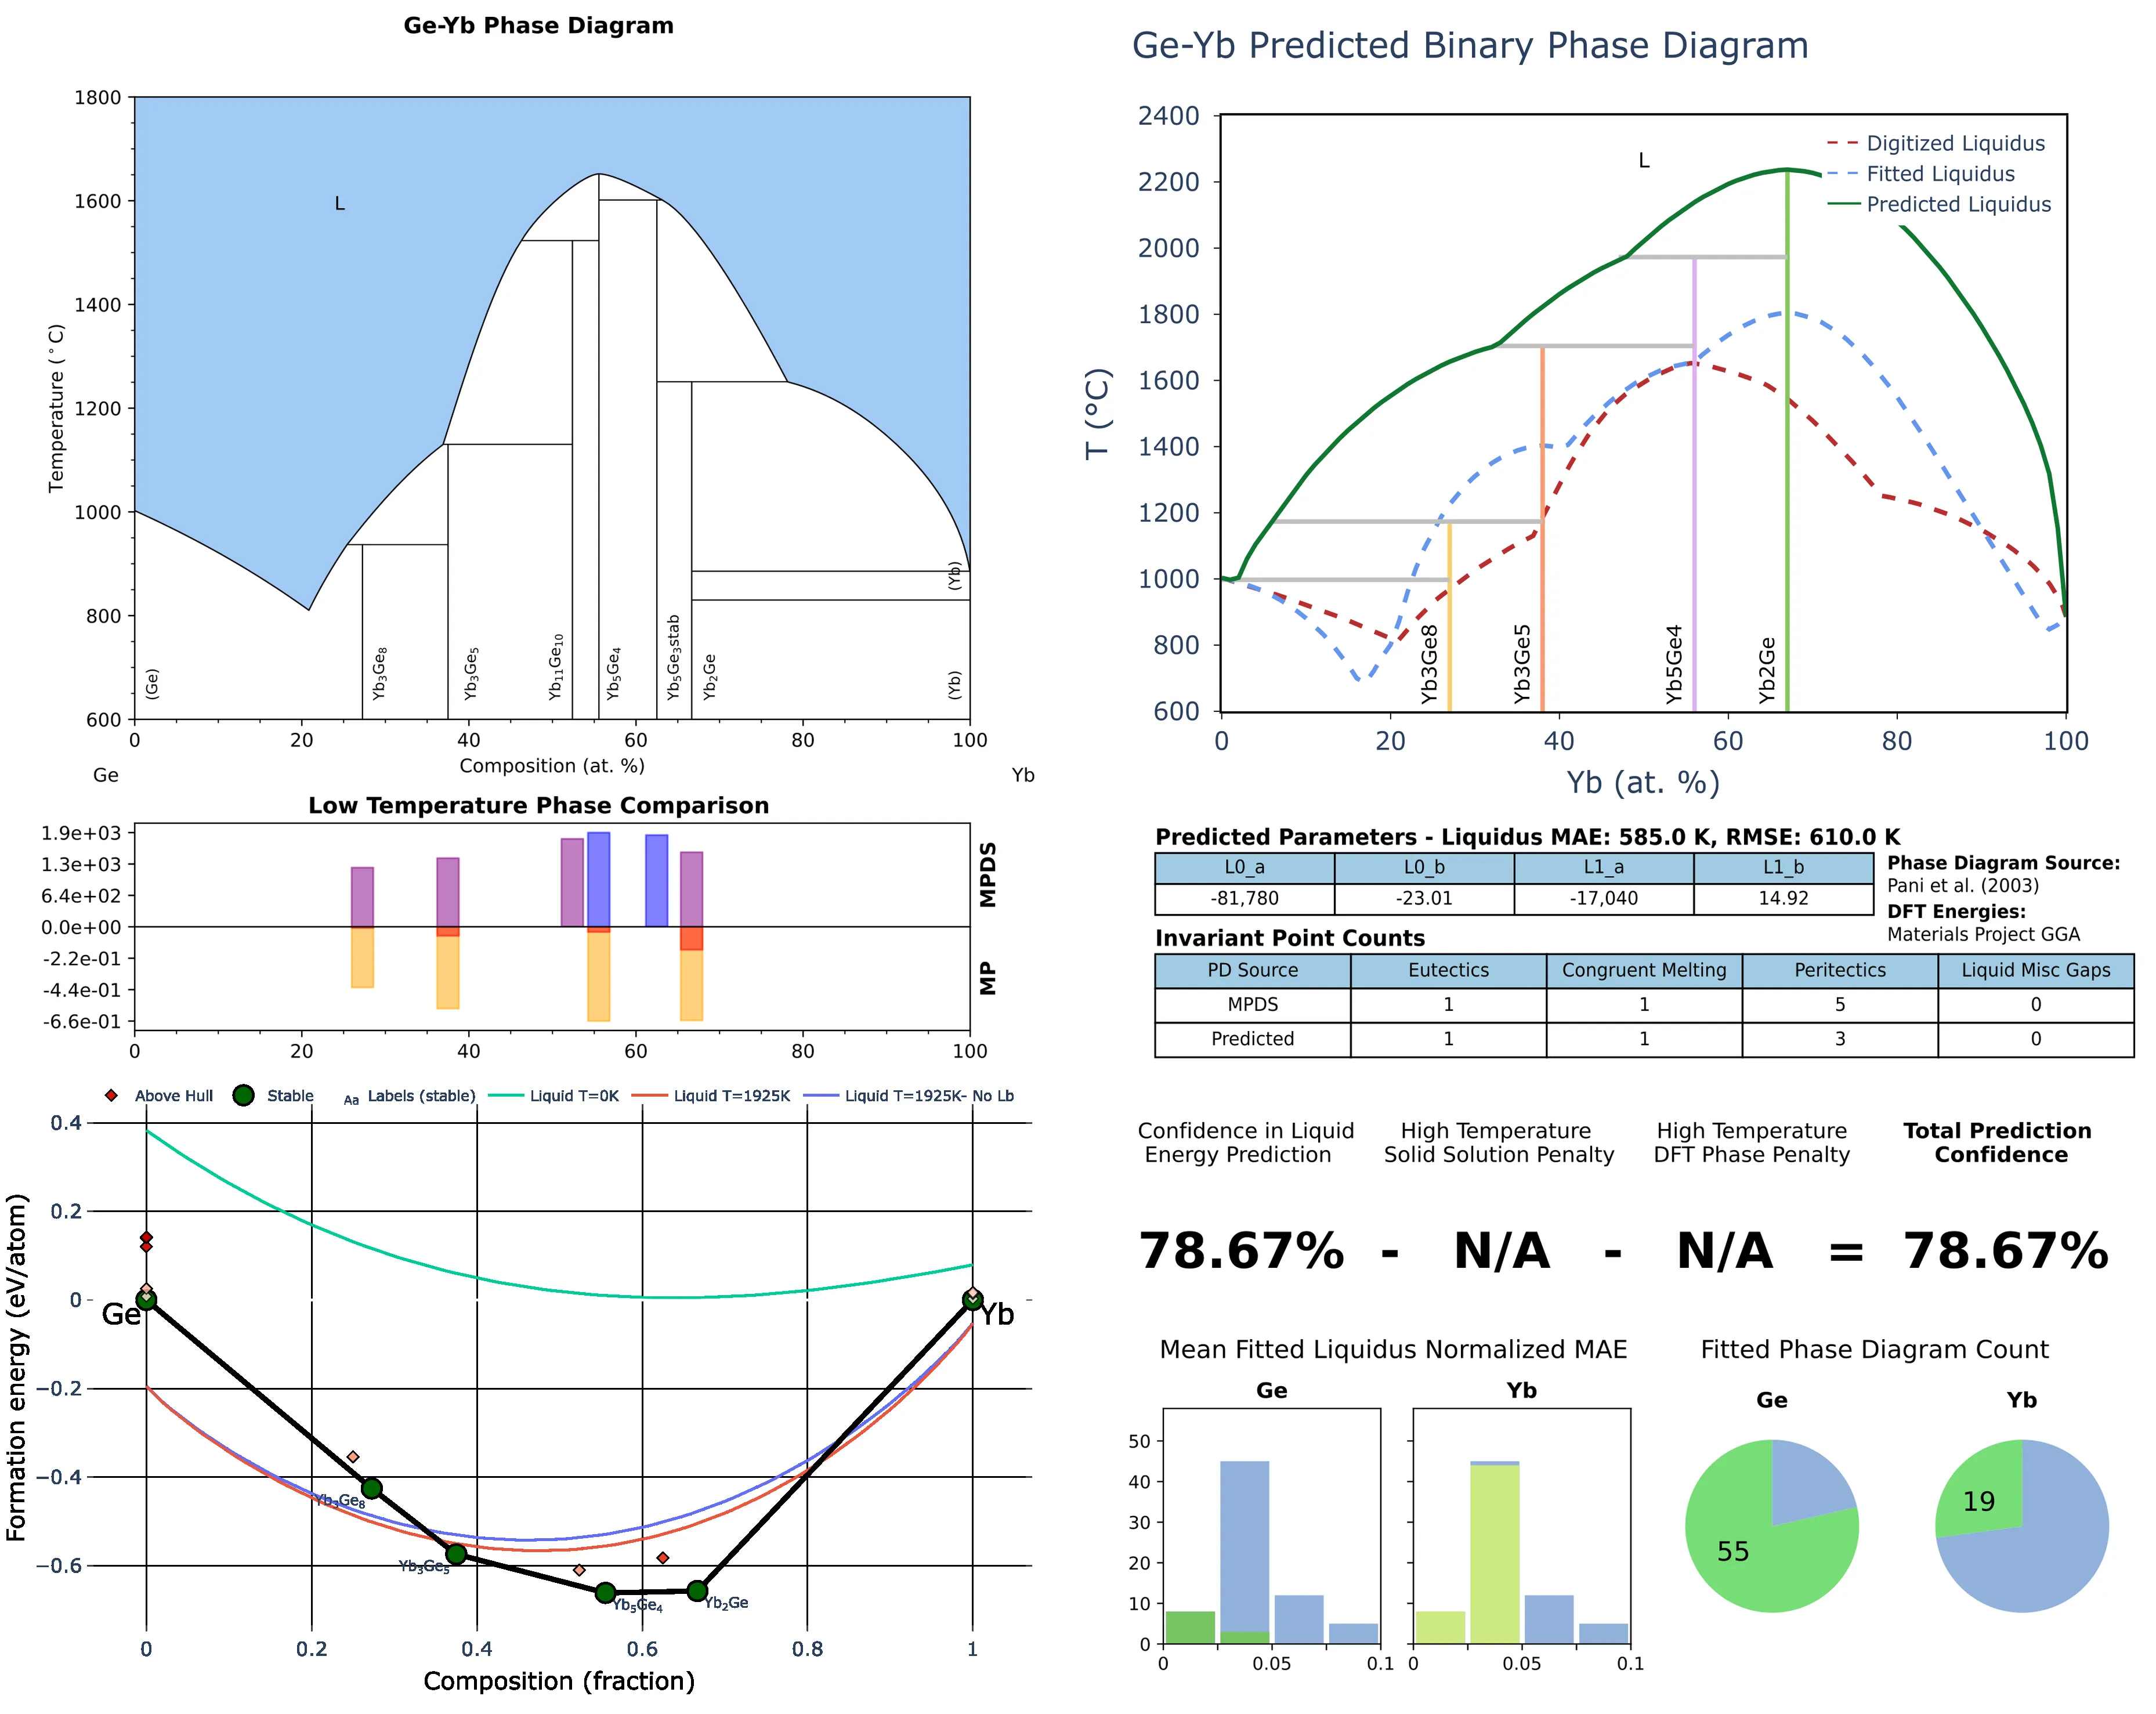 Ge-Yb Phase Diagram
1800
1600
1400
1200
1000
800
600
Temperature (°C)
L
(Ge)
Yb3Ge8
Yb3Ge5
Yb11Ge10
Yb5Ge4
Yb5Ge3stab
Yb2Ge
(Yb)
(Yb)
0 20 40 60 80 100
Composition (at. %)
Ge Yb
Low Temperature Phase Comparison
1.9e+03
1.3e+03
6.4e+02
0.0e+00
-2.2e-01
-4.4e-01
-6.6e-01
MPDS
MP
0 20 40 60 80 100
Above Hull Stable Aa Labels (stable) Liquid T=0K Liquid T=1925K Liquid T=1925K- No Lb
0.4
0.2
0
−0.2
−0.4
−0.6
Formation energy (eV/atom)
Ge
Yb
Yb3Ge8
Yb3Ge5
Yb5Ge4
Yb2Ge
0 0.2 0.4 0.6 0.8 1
Composition (fraction)
Ge-Yb Predicted Binary Phase Diagram
2400
2200
2000
1800
1600
1400
1200
1000
800
600
T (°C)
L
Digitized Liquidus
Fitted Liquidus
Predicted Liquidus
Yb3Ge8
Yb3Ge5
Yb5Ge4
Yb2Ge
0 20 40 60 80 100
Yb (at. %)
Predicted Parameters - Liquidus MAE: 585.0 K, RMSE: 610.0 K
L0_a L0_b L1_a L1_b
-81,780 -23.01 -17,040 14.92
Phase Diagram Source:
Pani et al. (2003)
DFT Energies:
Materials Project GGA
Invariant Point Counts
PD Source Eutectics Congruent Melting Peritectics Liquid Misc Gaps
MPDS 1 1 5 0
Predicted 1 1 3 0
Confidence in Liquid
Energy Prediction
High Temperature
Solid Solution Penalty
High Temperature
DFT Phase Penalty
Total Prediction
Confidence
78.67% - N/A - N/A = 78.67%
Mean Fitted Liquidus Normalized MAE
Ge Yb
50
40
30
20
10
0
0 0.05 0.1
0 0.05 0.1
Fitted Phase Diagram Count
Ge Yb
55
19